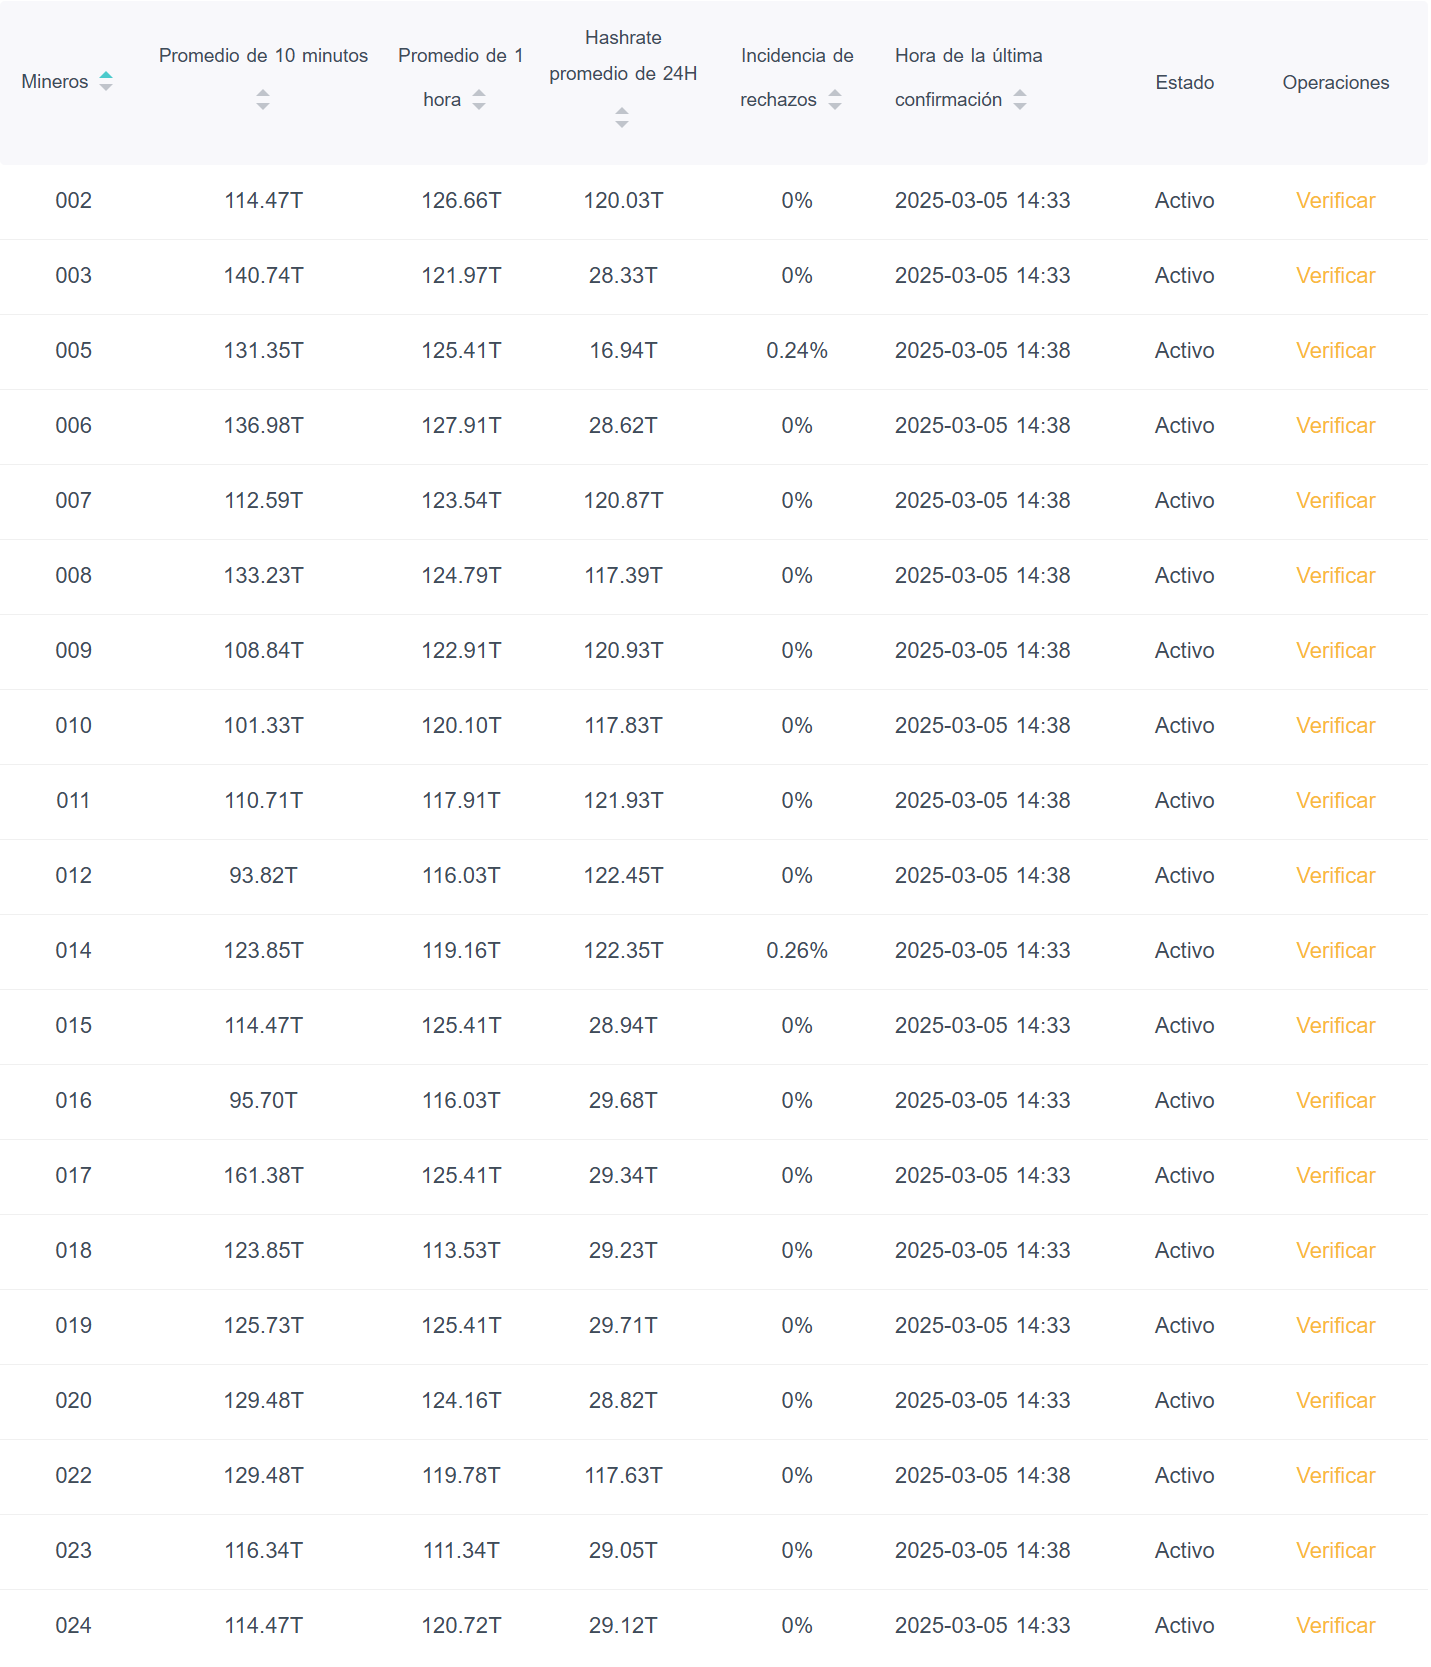 Mineros
Promedio de 10 minutos
Promedio de 1
hora
Hashrate
promedio de 24H
Incidencia de
rechazos
Hora de la última
confirmación
Estado
Operaciones
002 114.47T 126.66T 120.03T 0% 2025-03-05 14:33 Activo Verificar
003 140.74T 121.97T 28.33T 0% 2025-03-05 14:33 Activo Verificar
005 131.35T 125.41T 16.94T 0.24% 2025-03-05 14:38 Activo Verificar
006 136.98T 127.91T 28.62T 0% 2025-03-05 14:38 Activo Verificar
007 112.59T 123.54T 120.87T 0% 2025-03-05 14:38 Activo Verificar
008 133.23T 124.79T 117.39T 0% 2025-03-05 14:38 Activo Verificar
009 108.84T 122.91T 120.93T 0% 2025-03-05 14:38 Activo Verificar
010 101.33T 120.10T 117.83T 0% 2025-03-05 14:38 Activo Verificar
011 110.71T 117.91T 121.93T 0% 2025-03-05 14:38 Activo Verificar
012 93.82T 116.03T 122.45T 0% 2025-03-05 14:38 Activo Verificar
014 123.85T 119.16T 122.35T 0.26% 2025-03-05 14:33 Activo Verificar
015 114.47T 125.41T 28.94T 0% 2025-03-05 14:33 Activo Verificar
016 95.70T 116.03T 29.68T 0% 2025-03-05 14:33 Activo Verificar
017 161.38T 125.41T 29.34T 0% 2025-03-05 14:33 Activo Verificar
018 123.85T 113.53T 29.23T 0% 2025-03-05 14:33 Activo Verificar
019 125.73T 125.41T 29.71T 0% 2025-03-05 14:33 Activo Verificar
020 129.48T 124.16T 28.82T 0% 2025-03-05 14:33 Activo Verificar
022 129.48T 119.78T 117.63T 0% 2025-03-05 14:38 Activo Verificar
023 116.34T 111.34T 29.05T 0% 2025-03-05 14:38 Activo Verificar
024 114.47T 120.72T 29.12T 0% 2025-03-05 14:33 Activo Verificar